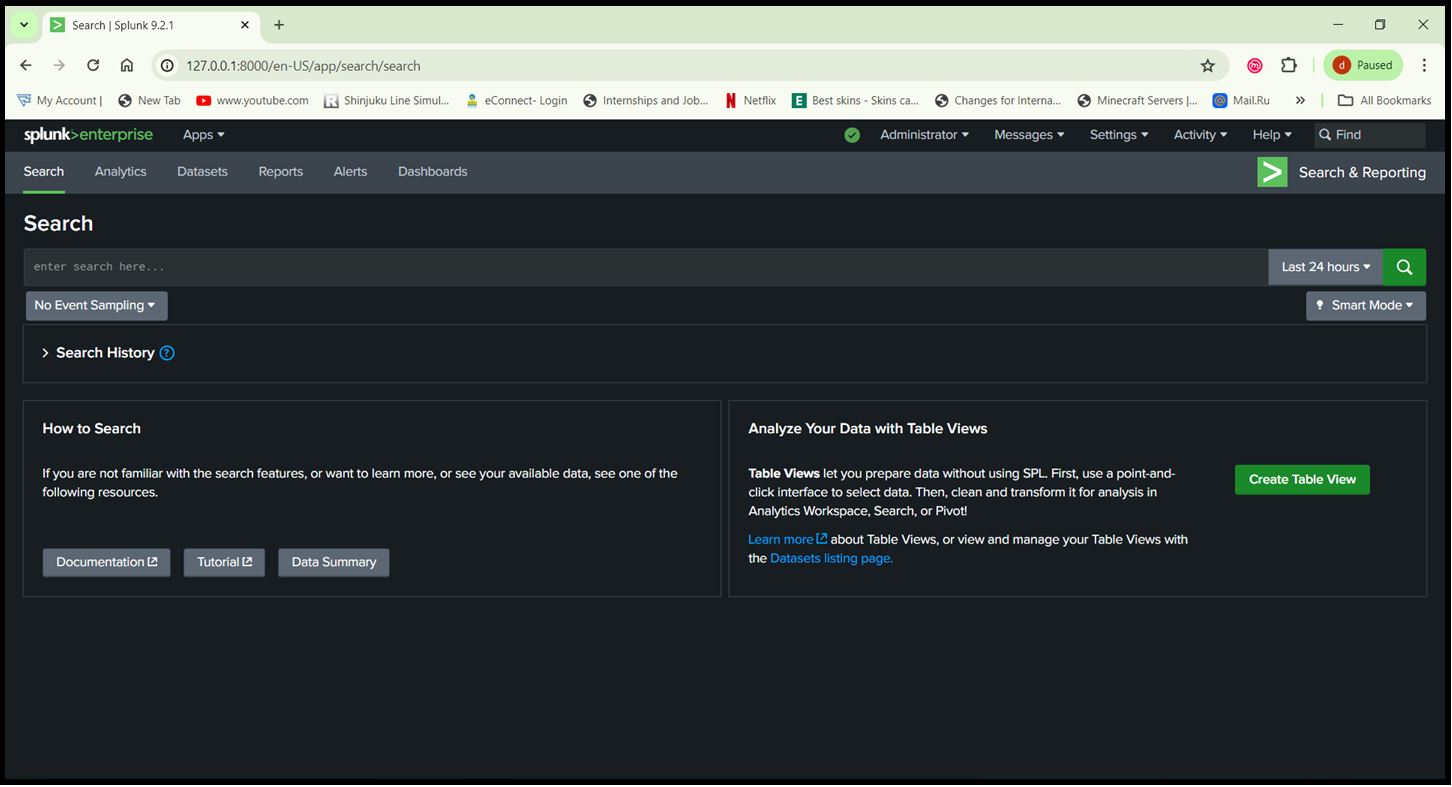 Search | Splunk 9.2.1
127.0.0.1:8000/en-US/app/search/search
d Paused
My Account |
New Tab
www.youtube.com
Shinjuku Line Simul...
eConnect- Login
Internships and Job...
Netflix
Best skins - Skins ca...
Changes for Interna...
Minecraft Servers |...
Mail.Ru
All Bookmarks
splunk>enterprise
Apps
Administrator
Messages
Settings
Activity
Help
Find
Search
Analytics
Datasets
Reports
Alerts
Dashboards
Search & Reporting
Search
enter search here...
Last 24 hours
No Event Sampling
Smart Mode
Search History ?
How to Search
If you are not familiar with the search features, or want to learn more, or see your available data, see one of the
following resources.
Documentation
Tutorial
Data Summary
Analyze Your Data with Table Views
Table Views let you prepare data without using SPL. First, use a point-and-
click interface to select data. Then, clean and transform it for analysis in
Analytics Workspace, Search, or Pivot!
Learn more about Table Views, or view and manage your Table Views with
the Datasets listing page.
Create Table View